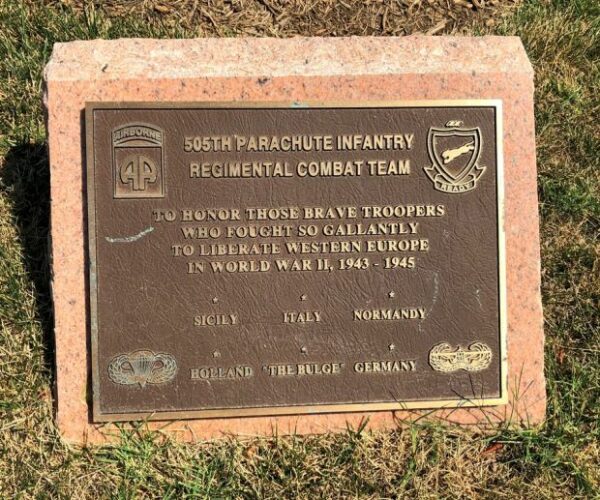 AIRBORNE
AA
505TH PARACHUTE INFANTRY
REGIMENTAL COMBAT TEAM
READY
TO HONOR THOSE BRAVE TROOPERS
WHO FOUGHT SO GALLANTLY
TO LIBERATE WESTERN EUROPE
IN WORLD WAR II, 1943 - 1945
SICILY ITALY NORMANDY
HOLLAND "THE BULGE" GERMANY